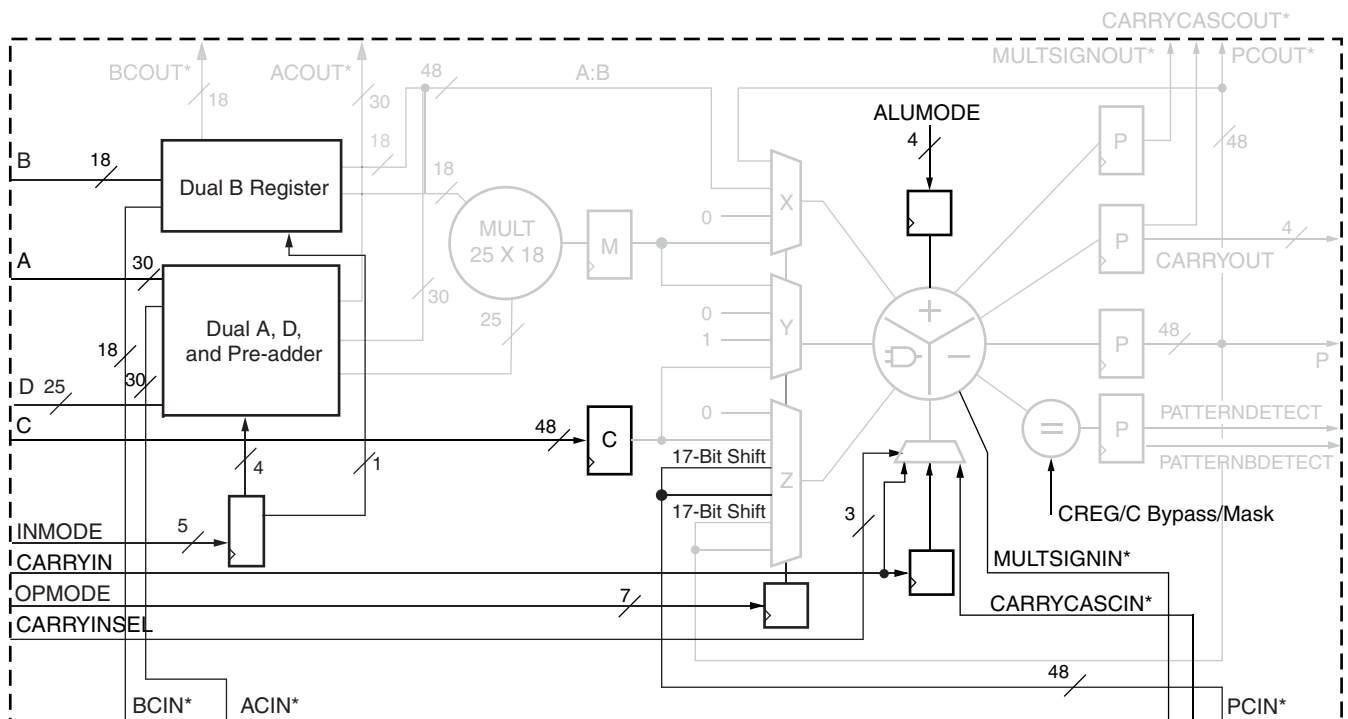 CARRYCASCOUT*
BCOUT*
ACOUT*
48
A:B
MULTSIGNOUT*
PCOUT*
18
30
ALUMODE
4
18
P
48
B
18
Dual B Register
18
MULT
25 X 18
0
X
M
P
4
CARRYOUT
A
30
30
Dual A, D,
and Pre-adder
25
0
1
Y
+
−
48
P
P
18
30
D 25
C
48
C
0
P
=
PATTERNDETECT
PATTERNBDETECT
4
1
17-Bit Shift
Z
17-Bit Shift
3
CREG/C Bypass/Mask
INMODE
5
CARRYIN
MULTSIGNIN*
OPMODE
7
CARRYCASCIN*
CARRYINSEL
48
BCIN*
ACIN*
PCIN*